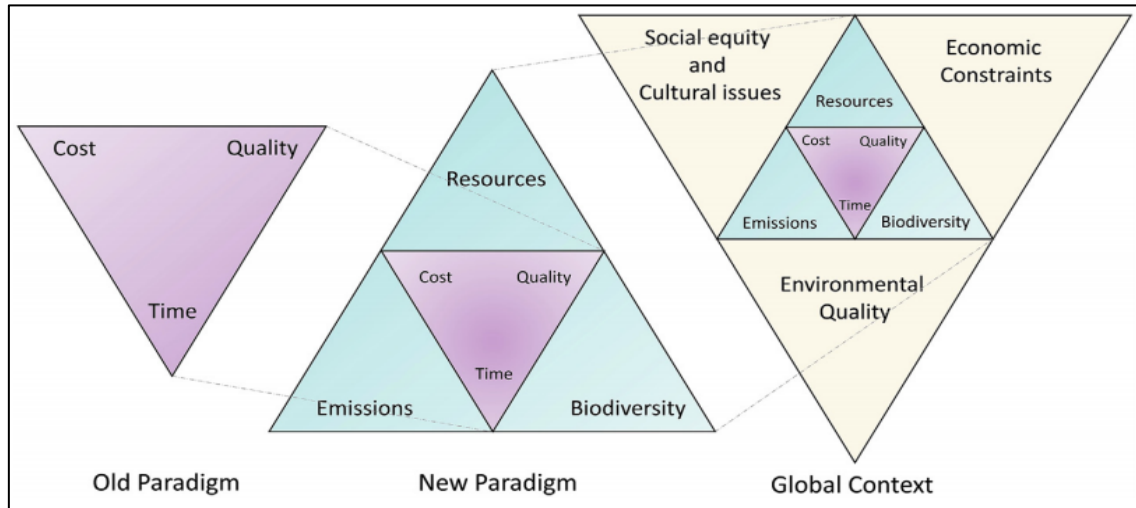 Cost
Quality
Time
Old Paradigm
Resources
Cost
Quality
Time
Emissions
Biodiversity
New Paradigm
Social equity
and
Cultural issues
Economic
Constraints
Resources
Cost
Quality
Time
Emissions
Biodiversity
Environmental
Quality
Global Context